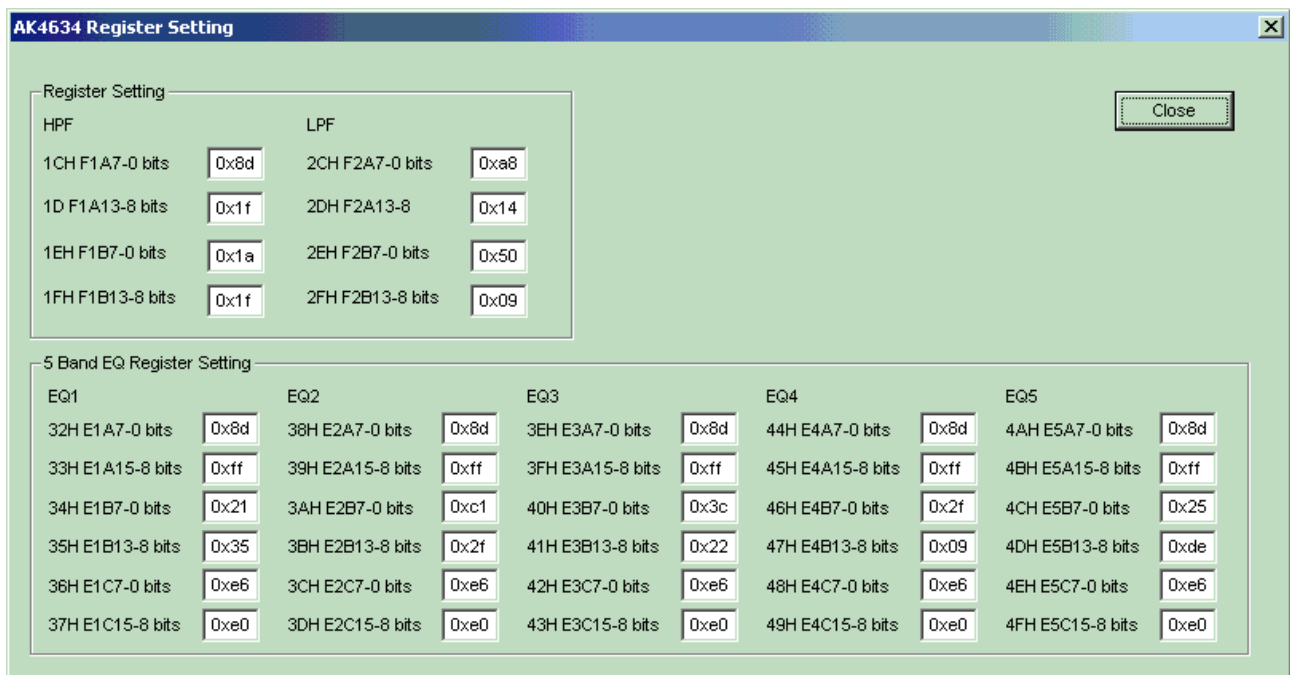 AK4634 Register Setting
Register Setting
Close
HPF LPF
1CH F1A7-0 bits 0x8d 2CH F2A7-0 bits 0xa8
1D F1A13-8 bits 0x1f 2DH F2A13-8 0x14
1EH F1B7-0 bits 0x1a 2EH F2B7-0 bits 0x50
1FH F1B13-8 bits 0x1f 2FH F2B13-8 bits 0x09
5 Band EQ Register Setting
EQ1 EQ2 EQ3 EQ4 EQ5
32H E1A7-0 bits 0x8d 38H E2A7-0 bits 0x8d 3EH E3A7-0 bits 0x8d 44H E4A7-0 bits 0x8d 4AH E5A7-0 bits 0x8d
33H E1A15-8 bits 0xff 39H E2A15-8 bits 0xff 3FH E3A15-8 bits 0xff 45H E4A15-8 bits 0xff 4BH E5A15-8 bits 0xff
34H E1B7-0 bits 0x21 3AH E2B7-0 bits 0xc1 40H E3B7-0 bits 0x3c 46H E4B7-0 bits 0x2f 4CH E5B7-0 bits 0x25
35H E1B13-8 bits 0x35 3BH E2B13-8 bits 0x2f 41H E3B13-8 bits 0x22 47H E4B13-8 bits 0x09 4DH E5B13-8 bits 0xde
36H E1C7-0 bits 0xe6 3CH E2C7-0 bits 0xe6 42H E3C7-0 bits 0xe6 48H E4C7-0 bits 0xe6 4EH E5C7-0 bits 0xe6
37H E1C15-8 bits 0xe0 3DH E2C15-8 bits 0xe0 43H E3C15-8 bits 0xe0 49H E4C15-8 bits 0xe0 4FH E5C15-8 bits 0xe0